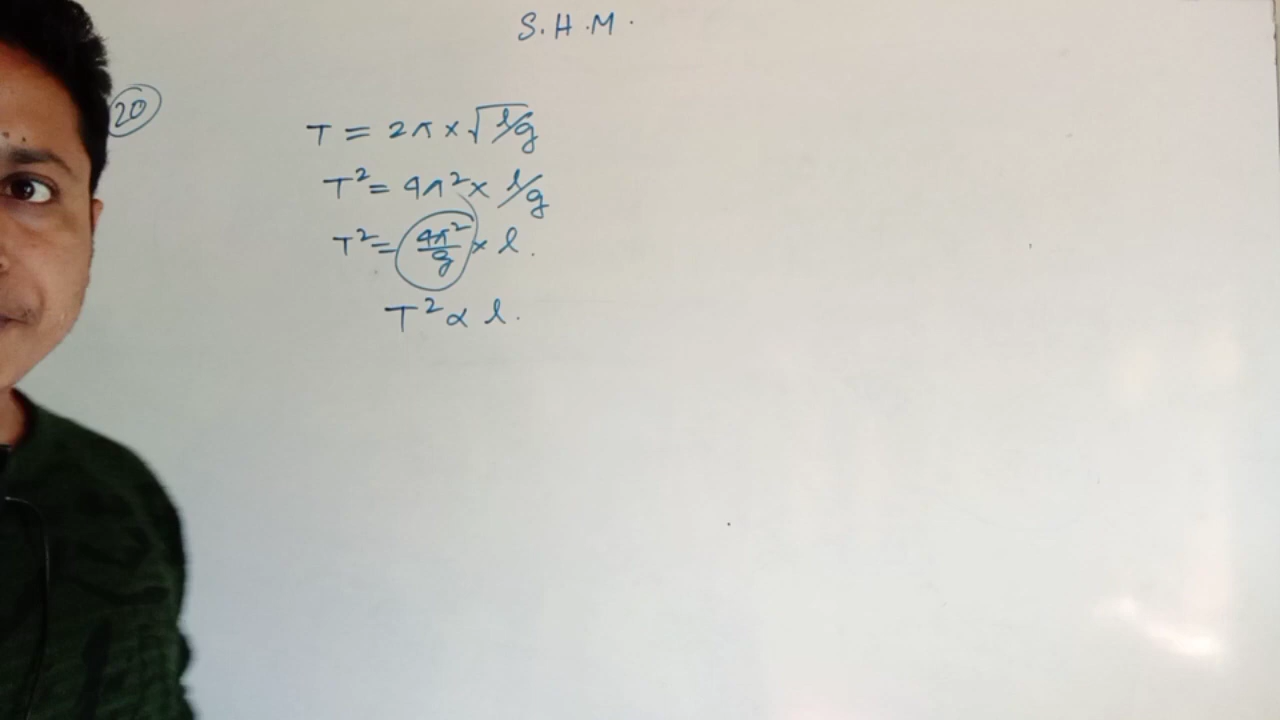 S.H.M.
20
T = 2π × √l/g
T² = 4π² × l/g
T² = 4π²/g × l.
T² ∝ l.